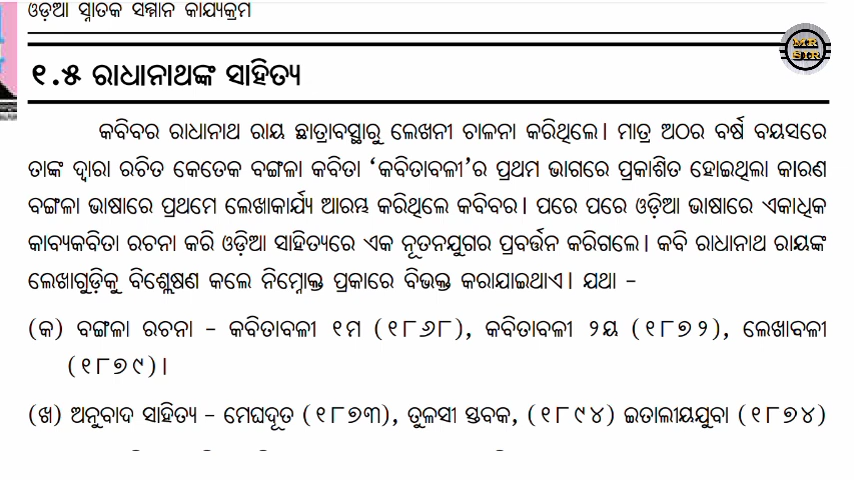 ଓଡ଼ିଆ ସ୍ନାତକ ସମ୍ମାନ କାର୍ଯ୍ୟକ୍ରମ
MR
SIR
୧.୫ ରାଧାନାଥଙ୍କ ସାହିତ୍ୟ
କବିବର ରାଧାନାଥ ରାୟ ଛାତ୍ରାବସ୍ଥାରୁ ଲେଖନୀ ଚାଳନା କରିଥିଲେ। ମାତ୍ର ଅଠର ବର୍ଷ ବୟସରେ
ତାଙ୍କ ଦ୍ୱାରା ରଚିତ କେତେକ ବଙ୍ଗଳା କବିତା ‘କବିତାବଳୀ’ର ପ୍ରଥମ ଭାଗରେ ପ୍ରକାଶିତ ହୋଇଥିଲା କାରଣ
ବଙ୍ଗଳା ଭାଷାରେ ପ୍ରଥମେ ଲେଖାକାର୍ଯ୍ୟ ଆରମ୍ଭ କରିଥିଲେ କବିବର। ପରେ ପରେ ଓଡ଼ିଆ ଭାଷାରେ ଏକାଧିକ
କାବ୍ୟକବିତା ରଚନା କରି ଓଡ଼ିଆ ସାହିତ୍ୟରେ ଏକ ନୂତନଯୁଗର ପ୍ରବର୍ତ୍ତନ କରିଗଲେ। କବି ରାଧାନାଥ ରାୟଙ୍କ
ଲେଖାଗୁଡ଼ିକୁ ବିଶ୍ଳେଷଣ କଲେ ନିମ୍ନୋକ୍ତ ପ୍ରକାରେ ବିଭକ୍ତ କରାଯାଇଥାଏ। ଯଥା –
(କ) ବଙ୍ଗଳା ରଚନା – କବିତାବଳୀ ୧ମ (୧୮୬୮), କବିତାବଳୀ ୨ୟ (୧୮୭୨), ଲେଖାବଳୀ
(୧୮୭୯)।
(ଖ) ଅନୁବାଦ ସାହିତ୍ୟ – ମେଘଦୂତ (୧୮୭୩), ତୁଳସୀ ସ୍ତବକ, (୧୮୯୪) ଇତାଲୀୟଯୁବା (୧୮୭୪)